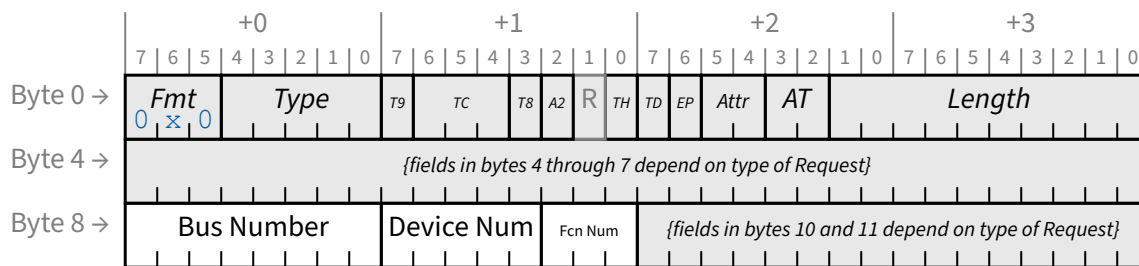 +0 +1 +2 +3
7 6 5 4 3 2 1 0 7 6 5 4 3 2 1 0 7 6 5 4 3 2 1 0 7 6 5 4 3 2 1 0
Byte 0 → Fmt Type T9 TC T8 A2 R TH TD EP Attr AT Length
0 x 0
Byte 4 → {fields in bytes 4 through 7 depend on type of Request}
Byte 8 → Bus Number Device Num Fcn Num {fields in bytes 10 and 11 depend on type of Request}